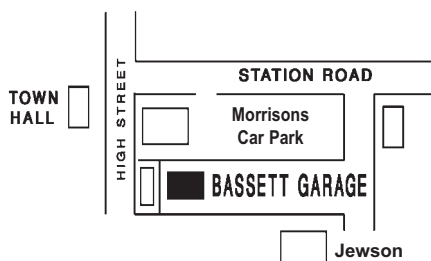 STATION ROAD
TOWN
HALL
HIGH STREET
Morrisons
Car Park
BASSETT GARAGE
Jewson